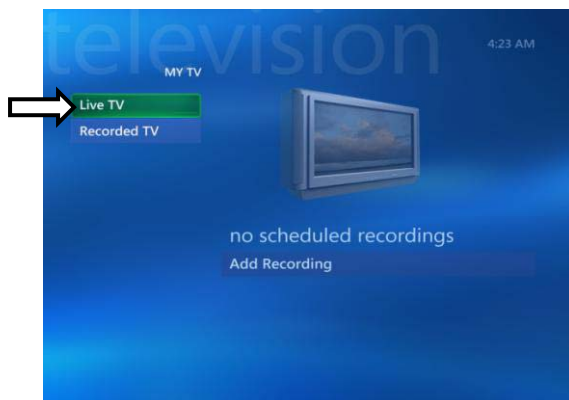 television
4:23 AM
MY TV
Live TV
Recorded TV
no scheduled recordings
Add Recording